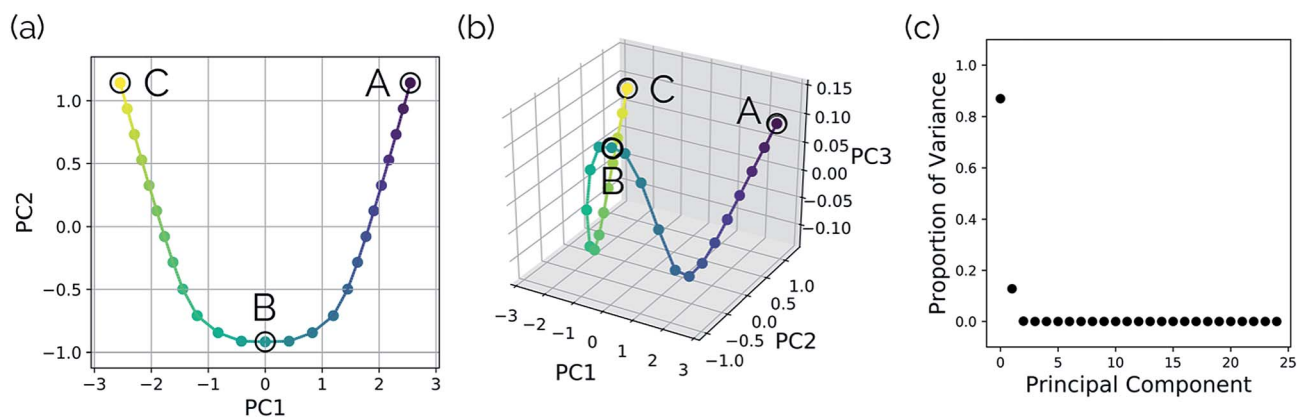 (a)
C
A
B
1.0
0.5
0.0
−0.5
−1.0
PC2
−3
−2
−1
0
1
2
3
PC1
(b)
C
A
B
0.15
0.10
0.05
0.00
−0.05
−0.10
PC3
1.0
0.5
0.0
−0.5
−1.0
PC2
−3
−2
−1
0
1
2
3
PC1
(c)
1.0
0.8
0.6
0.4
0.2
0.0
Proportion of Variance
0
5
10
15
20
25
Principal Component